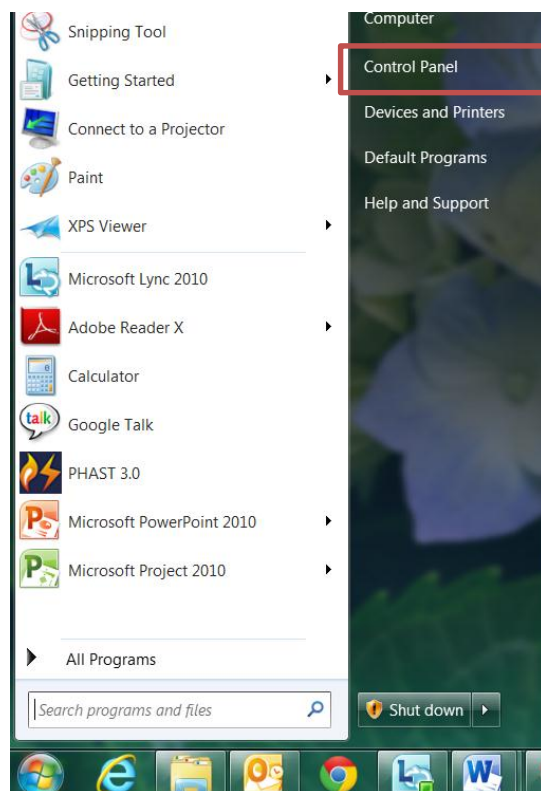 Snipping Tool
Getting Started
Connect to a Projector
Paint
XPS Viewer
Microsoft Lync 2010
Adobe Reader X
Calculator
talk
Google Talk
PHAST 3.0
Microsoft PowerPoint 2010
Microsoft Project 2010
All Programs
Search programs and files
Computer
Control Panel
Devices and Printers
Default Programs
Help and Support
Shut down